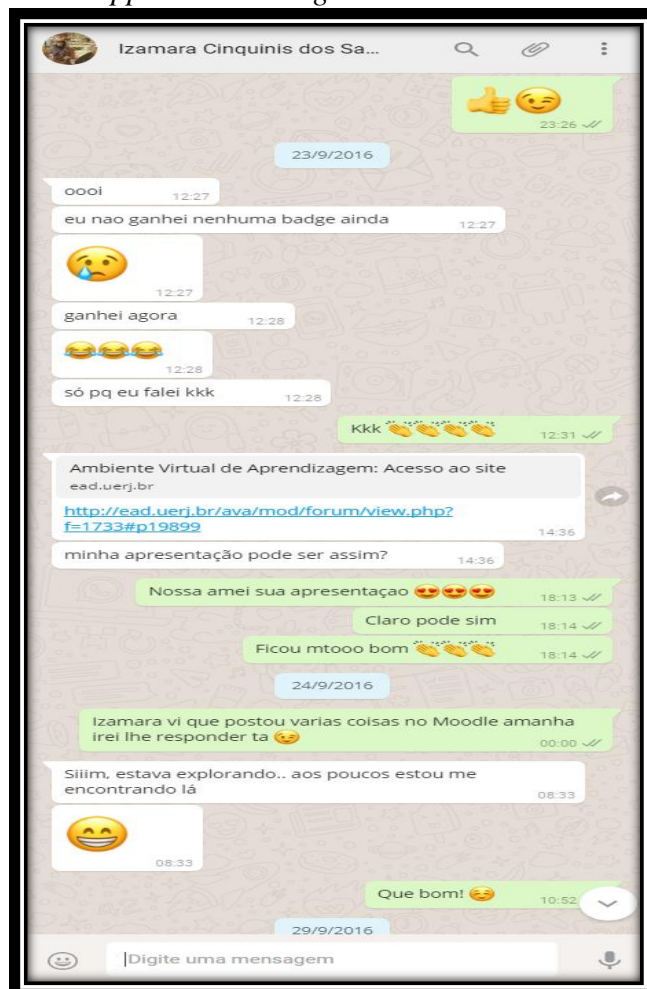 Izamara Cinquinis dos Sa...
👍😉
23:26
23/9/2016
oooi 12:27
eu nao ganhei nenhuma badge ainda 12:27
😢
12:27
ganhei agora 12:28
😂😂😂
12:28
só pq eu falei kkk 12:28
Kkk 👏👏👏👏 12:31
Ambiente Virtual de Aprendizagem: Acesso ao site
ead.uerj.br
http://ead.uerj.br/ava/mod/forum/view.php?
f=1733#p19899
14:36
minha apresentação pode ser assim? 14:36
Nossa amei sua apresentaçao 😍😍😍 18:13
Claro pode sim 18:14
Ficou mtooo bom 👏👏👏 18:14
24/9/2016
Izamara vi que postou varias coisas no Moodle amanha
irei lhe responder ta 😉
00:00
Siiim, estava explorando.. aos poucos estou me
encontrando lá
08:33
😁
08:33
Que bom! ☺️ 10:52
29/9/2016
Digite uma mensagem